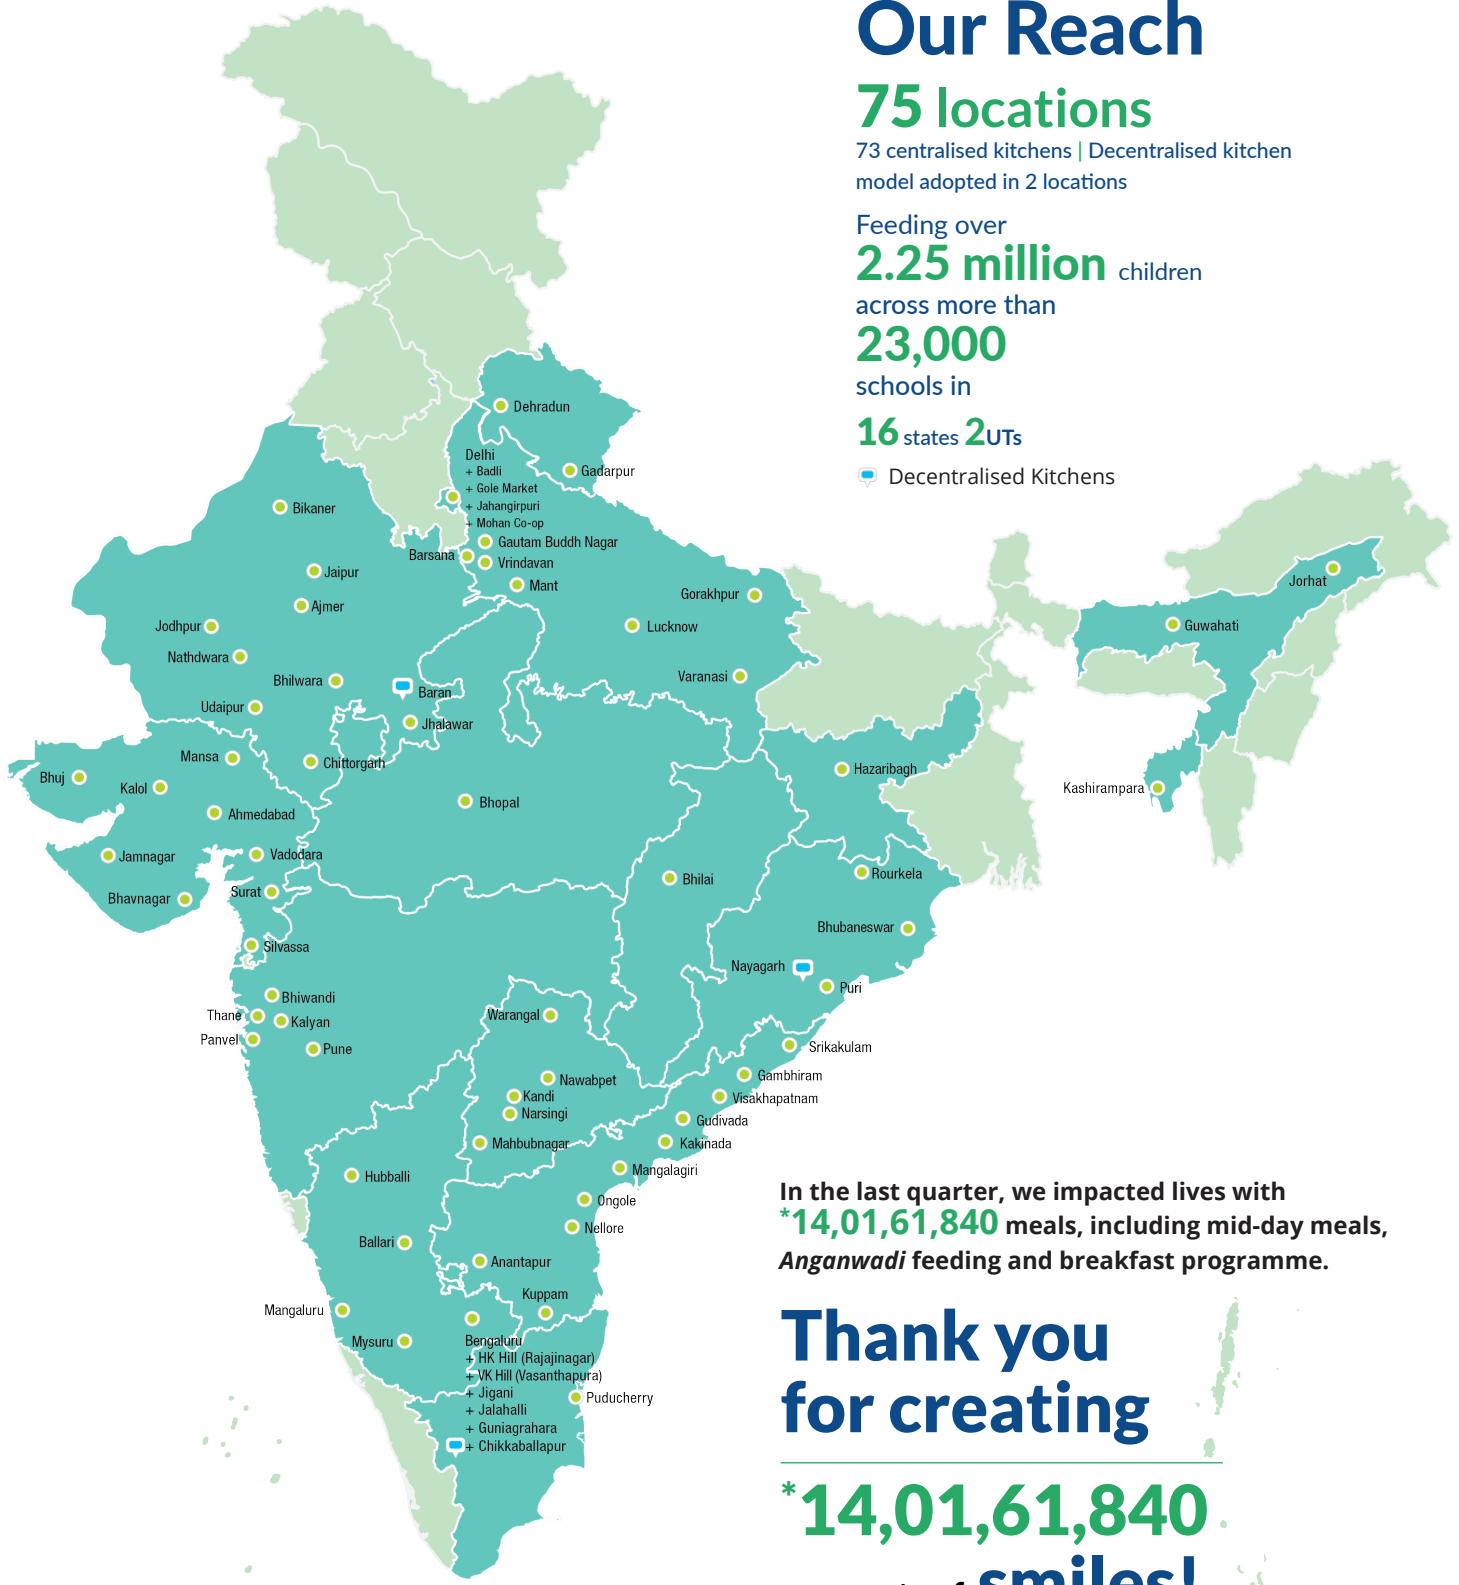 Our Reach
75 locations
73 centralised kitchens | Decentralised kitchen
model adopted in 2 locations
Feeding over
2.25 million children
across more than
23,000
schools in
16 states 2UTs
Decentralised Kitchens
Dehradun
Gadarpur
Delhi
+ Badli
+ Gole Market
+ Jahangirpuri
+ Mohan Co-op
Bikaner
Gautam Buddh Nagar
Barsana
Vrindavan
Mant
Jaipur
Ajmer
Gorakhpur
Jodhpur
Lucknow
Nathdwara
Varanasi
Bhilwara
Baran
Udaipur
Jhalawar
Jorhat
Guwahati
Kashirampara
Mansa
Chittorgarh
Bhuj
Kalol
Hazaribagh
Bhopal
Ahmedabad
Jamnagar
Vadodara
Rourkela
Bhilai
Surat
Bhavnagar
Bhubaneswar
Silvassa
Nayagarh
Puri
Bhiwandi
Thane
Kalyan
Warangal
Panvel
Pune
Srikakulam
Gambhiram
Nawabpet
Kandi
Visakhapatnam
Narsingi
Gudivada
Mahbubnagar
Kakinada
Mangalagiri
Hubballi
Ongole
Nellore
Ballari
Anantapur
Kuppam
Mangaluru
Mysuru
Bengaluru
+ HK Hill (Rajajinagar)
+ VK Hill (Vasanthapura)
+ Jigani
+ Jalahalli
+ Guniagrahara
+ Chikkaballapur
Puducherry
In the last quarter, we impacted lives with
*14,01,61,840 meals, including mid-day meals,
Anganwadi feeding and breakfast programme.
Thank you
for creating
*14,01,61,840
smiles!